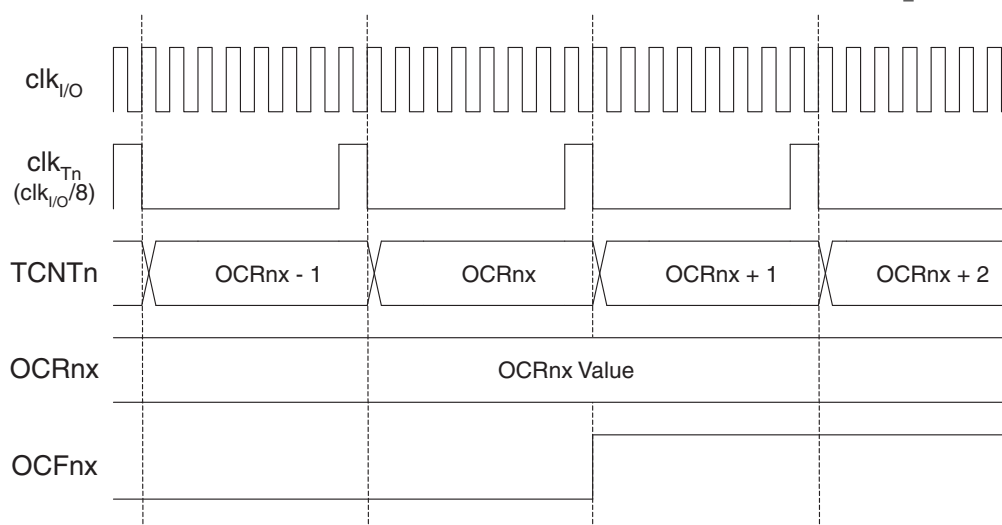 clkI/O
clkTn
(clkI/O/8)
TCNTn
OCRnx - 1
OCRnx
OCRnx + 1
OCRnx + 2
OCRnx
OCRnx Value
OCFnx